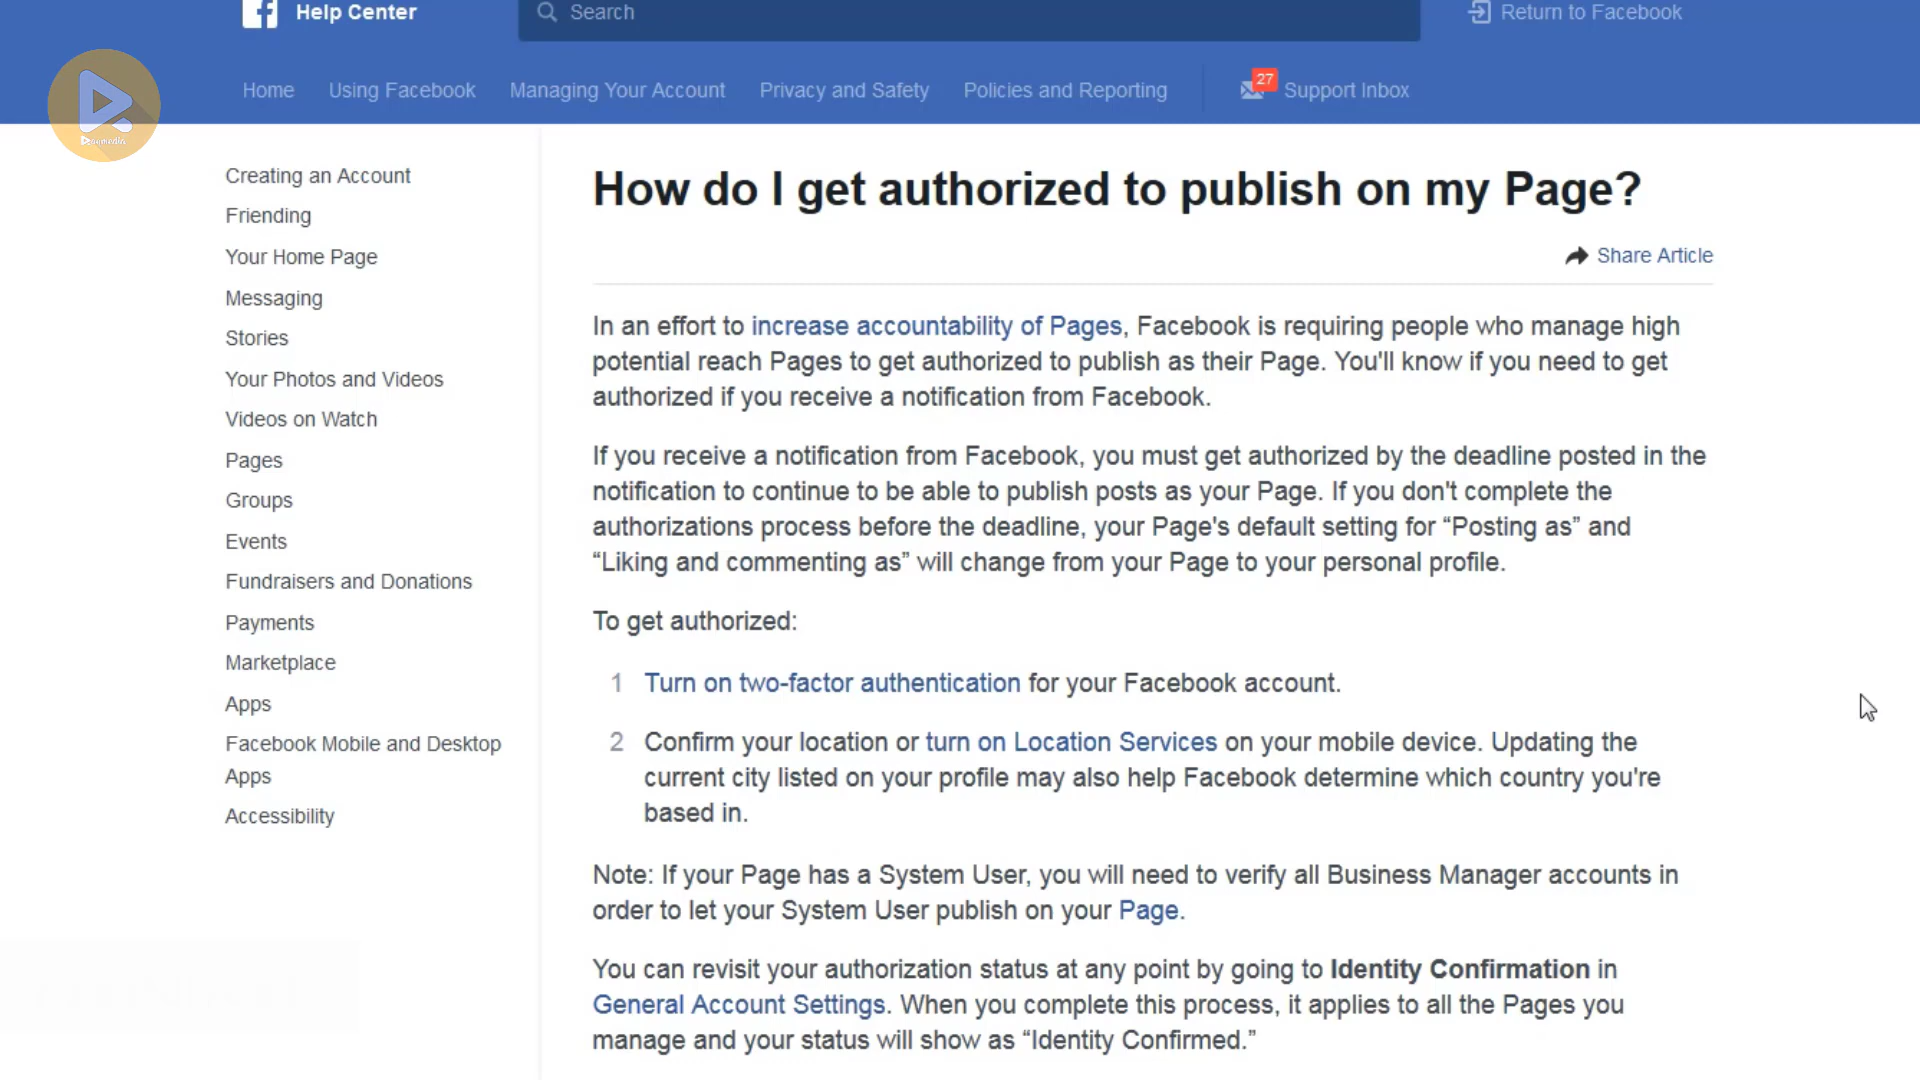 Help Center
Search
Return to Facebook
Home
Using Facebook
Managing Your Account
Privacy and Safety
Policies and Reporting
27
Support Inbox
Creating an Account
Friending
Your Home Page
Messaging
Stories
Your Photos and Videos
Videos on Watch
Pages
Groups
Events
Fundraisers and Donations
Payments
Marketplace
Apps
Facebook Mobile and Desktop
Apps
Accessibility
How do I get authorized to publish on my Page?
Share Article
In an effort to increase accountability of Pages, Facebook is requiring people who manage high
potential reach Pages to get authorized to publish as their Page. You'll know if you need to get
authorized if you receive a notification from Facebook.
If you receive a notification from Facebook, you must get authorized by the deadline posted in the
notification to continue to be able to publish posts as your Page. If you don't complete the
authorizations process before the deadline, your Page's default setting for “Posting as” and
“Liking and commenting as” will change from your Page to your personal profile.
To get authorized:
1 Turn on two-factor authentication for your Facebook account.
2 Confirm your location or turn on Location Services on your mobile device. Updating the
current city listed on your profile may also help Facebook determine which country you're
based in.
Note: If your Page has a System User, you will need to verify all Business Manager accounts in
order to let your System User publish on your Page.
You can revisit your authorization status at any point by going to Identity Confirmation in
General Account Settings. When you complete this process, it applies to all the Pages you
manage and your status will show as “Identity Confirmed.”